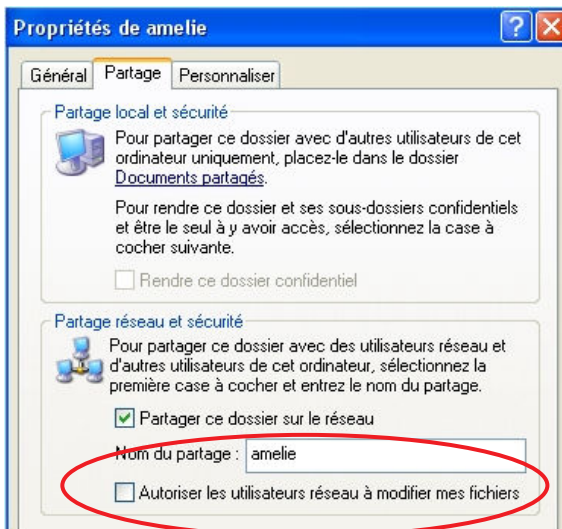 Propriétés de amelie
Général Partage Personnaliser
Partage local et sécurité
Pour partager ce dossier avec d'autres utilisateurs de cet
ordinateur uniquement, placez-le dans le dossier
Documents partagés.
Pour rendre ce dossier et ses sous-dossiers confidentiels
et être le seul à y avoir accès, sélectionnez la case à
cocher suivante.
Rendre ce dossier confidentiel
Partage réseau et sécurité
Pour partager ce dossier avec des utilisateurs réseau et
d'autres utilisateurs de cet ordinateur, sélectionnez la
première case à cocher et entrez le nom du partage.
Partager ce dossier sur le réseau
Nom du partage : amelie
Autoriser les utilisateurs réseau à modifier mes fichiers